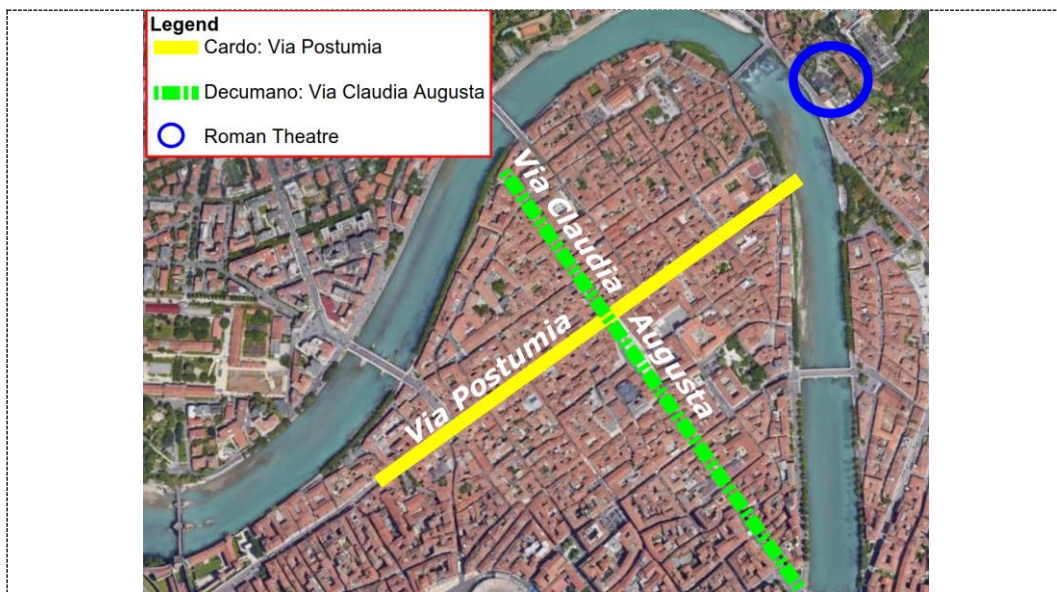 Legend
Cardo: Via Postumia
Decumano: Via Claudia Augusta
Roman Theatre
Via Claudia Augusta
Via Postumia